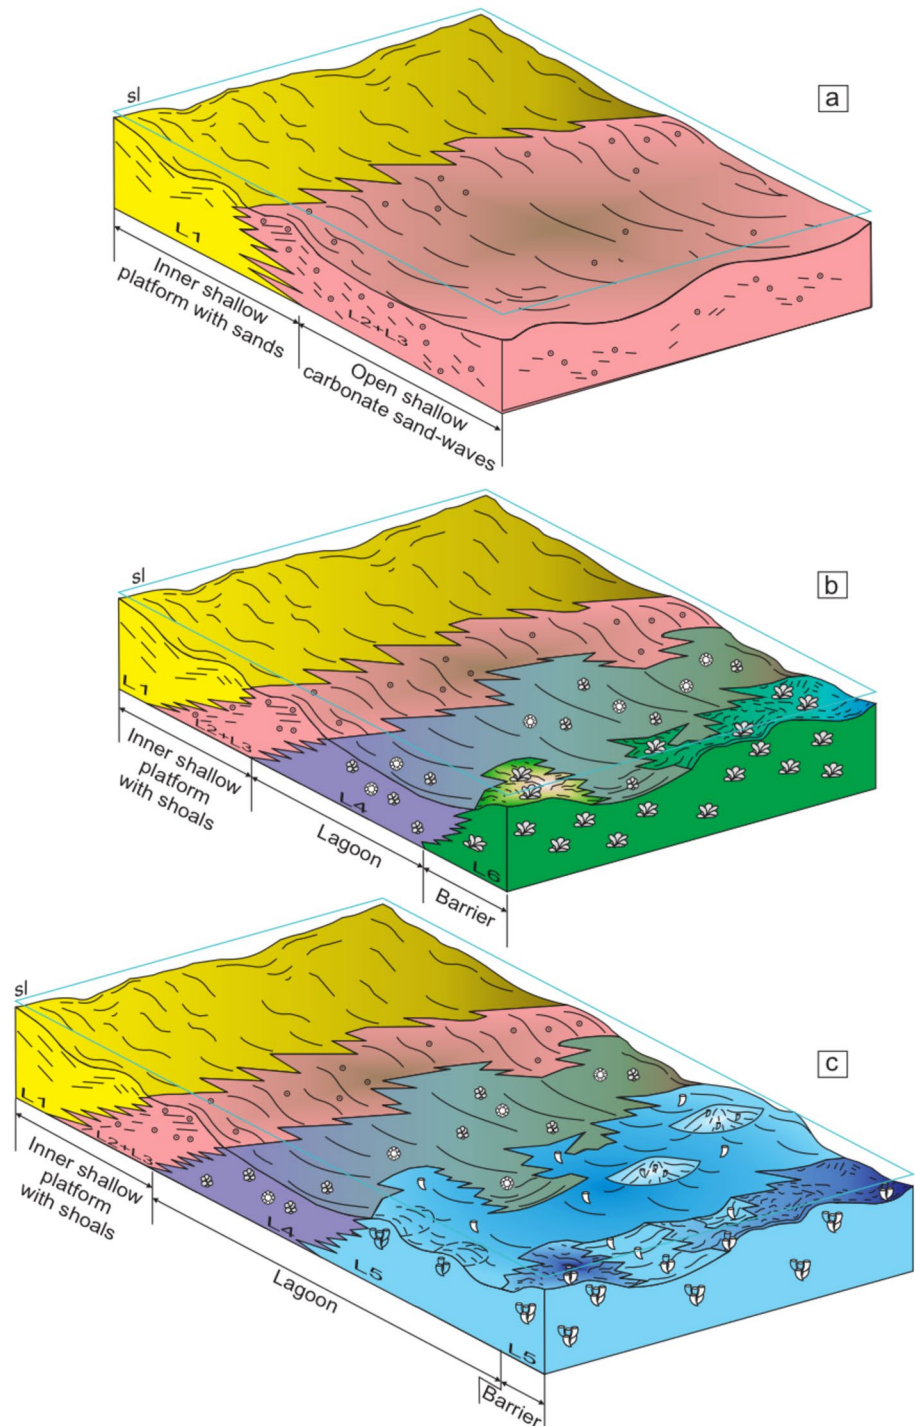 sl
a
L1
Inner shallow
platform with sands
L2+L3
Open shallow
carbonate sand-waves
sl
b
L1
L2+L3
Inner shallow
platform
with shoals
L4
Lagoon
L6
Barrier
sl
c
L1
L2+L3
Inner shallow
platform
with shoals
L4
Lagoon
L5
L5
Barrier